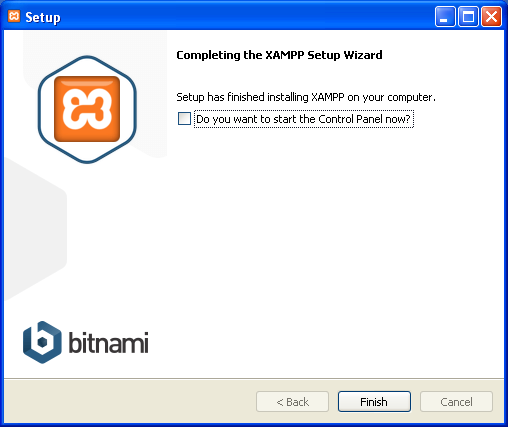 Setup
Completing the XAMPP Setup Wizard
Setup has finished installing XAMPP on your computer.
Do you want to start the Control Panel now?
bitnami
< Back
Finish
Cancel